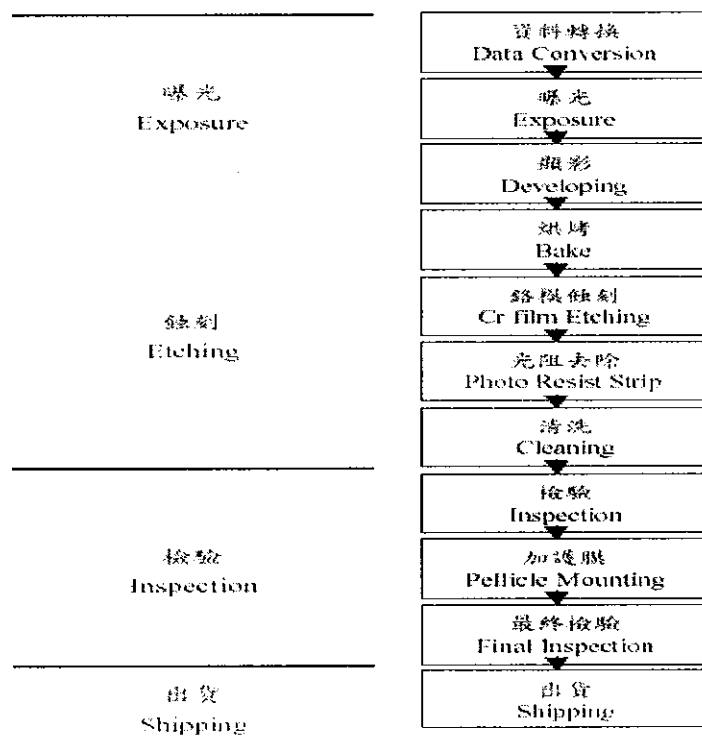 曝光
Exposure
蝕刻
Etching
檢驗
Inspection
出貨
Shipping
資料轉換
Data Conversion
曝光
Exposure
顯影
Developing
烘烤
Bake
鉻膜蝕刻
Cr film Etching
光阻去除
Photo Resist Strip
清洗
Cleaning
檢驗
Inspection
加護膜
Pellicle Mounting
最終檢驗
Final Inspection
出貨
Shipping